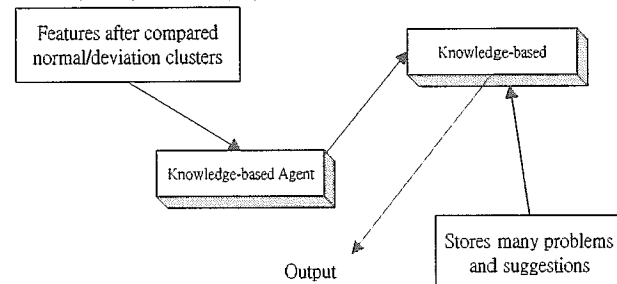 Features after compared
normal/deviation clusters
Knowledge-based
Knowledge-based Agent
Stores many problems
and suggestions
Output